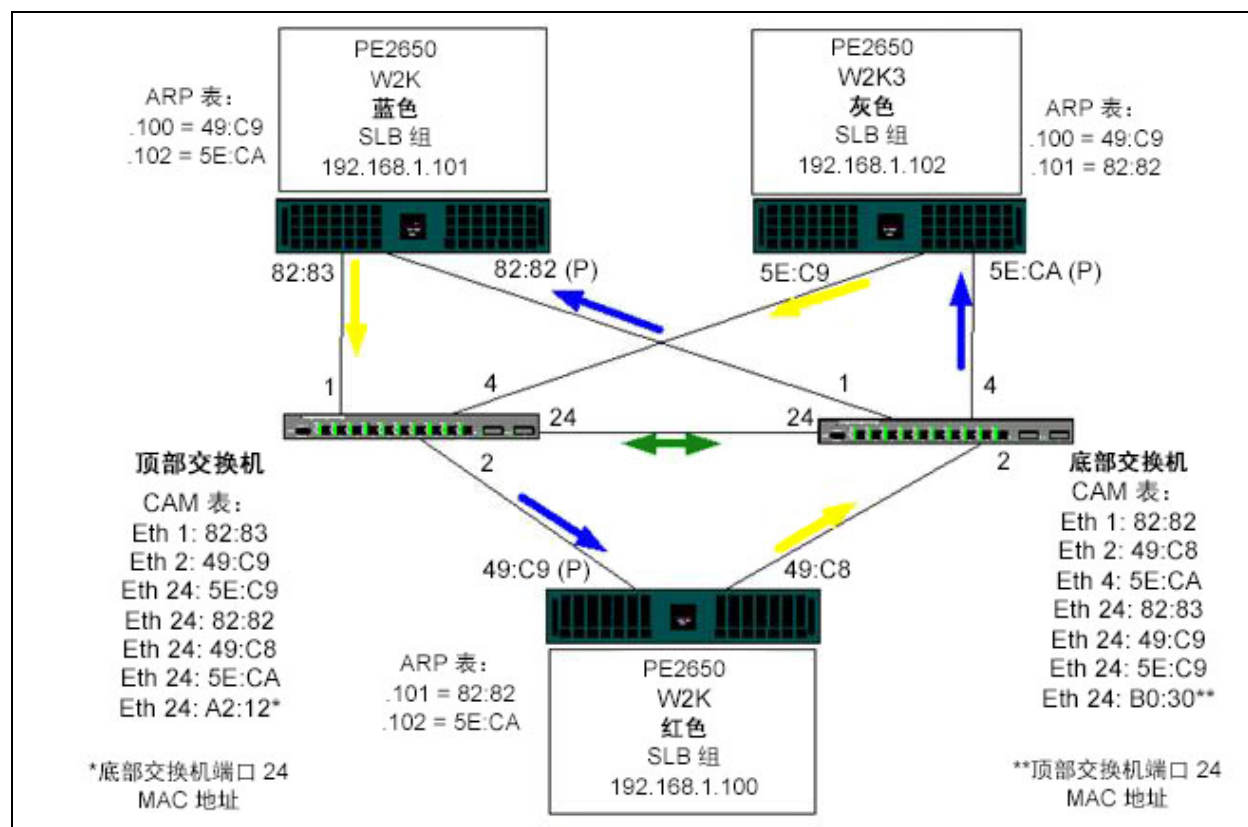 PE2650
W2K
蓝色
SLB 组
192.168.1.101
ARP 表：
.100 = 49:C9
.102 = 5E:CA
PE2650
W2K3
灰色
SLB 组
192.168.1.102
ARP 表：
.100 = 49:C9
.101 = 82:82
82:83
82:82 (P)
5E:C9
5E:CA (P)
1
4
24
2
1
4
24
2
顶部交换机
CAM 表：
Eth 1: 82:83
Eth 2: 49:C9
Eth 24: 5E:C9
Eth 24: 82:82
Eth 24: 49:C8
Eth 24: 5E:CA
Eth 24: A2:12*
*底部交换机端口 24
MAC 地址
底部交换机
CAM 表：
Eth 1: 82:82
Eth 2: 49:C8
Eth 4: 5E:CA
Eth 24: 82:83
Eth 24: 49:C9
Eth 24: 5E:C9
Eth 24: B0:30**
**顶部交换机端口 24
MAC 地址
49:C9 (P)
49:C8
ARP 表：
.101 = 82:82
.102 = 5E:CA
PE2650
W2K
红色
SLB 组
192.168.1.100